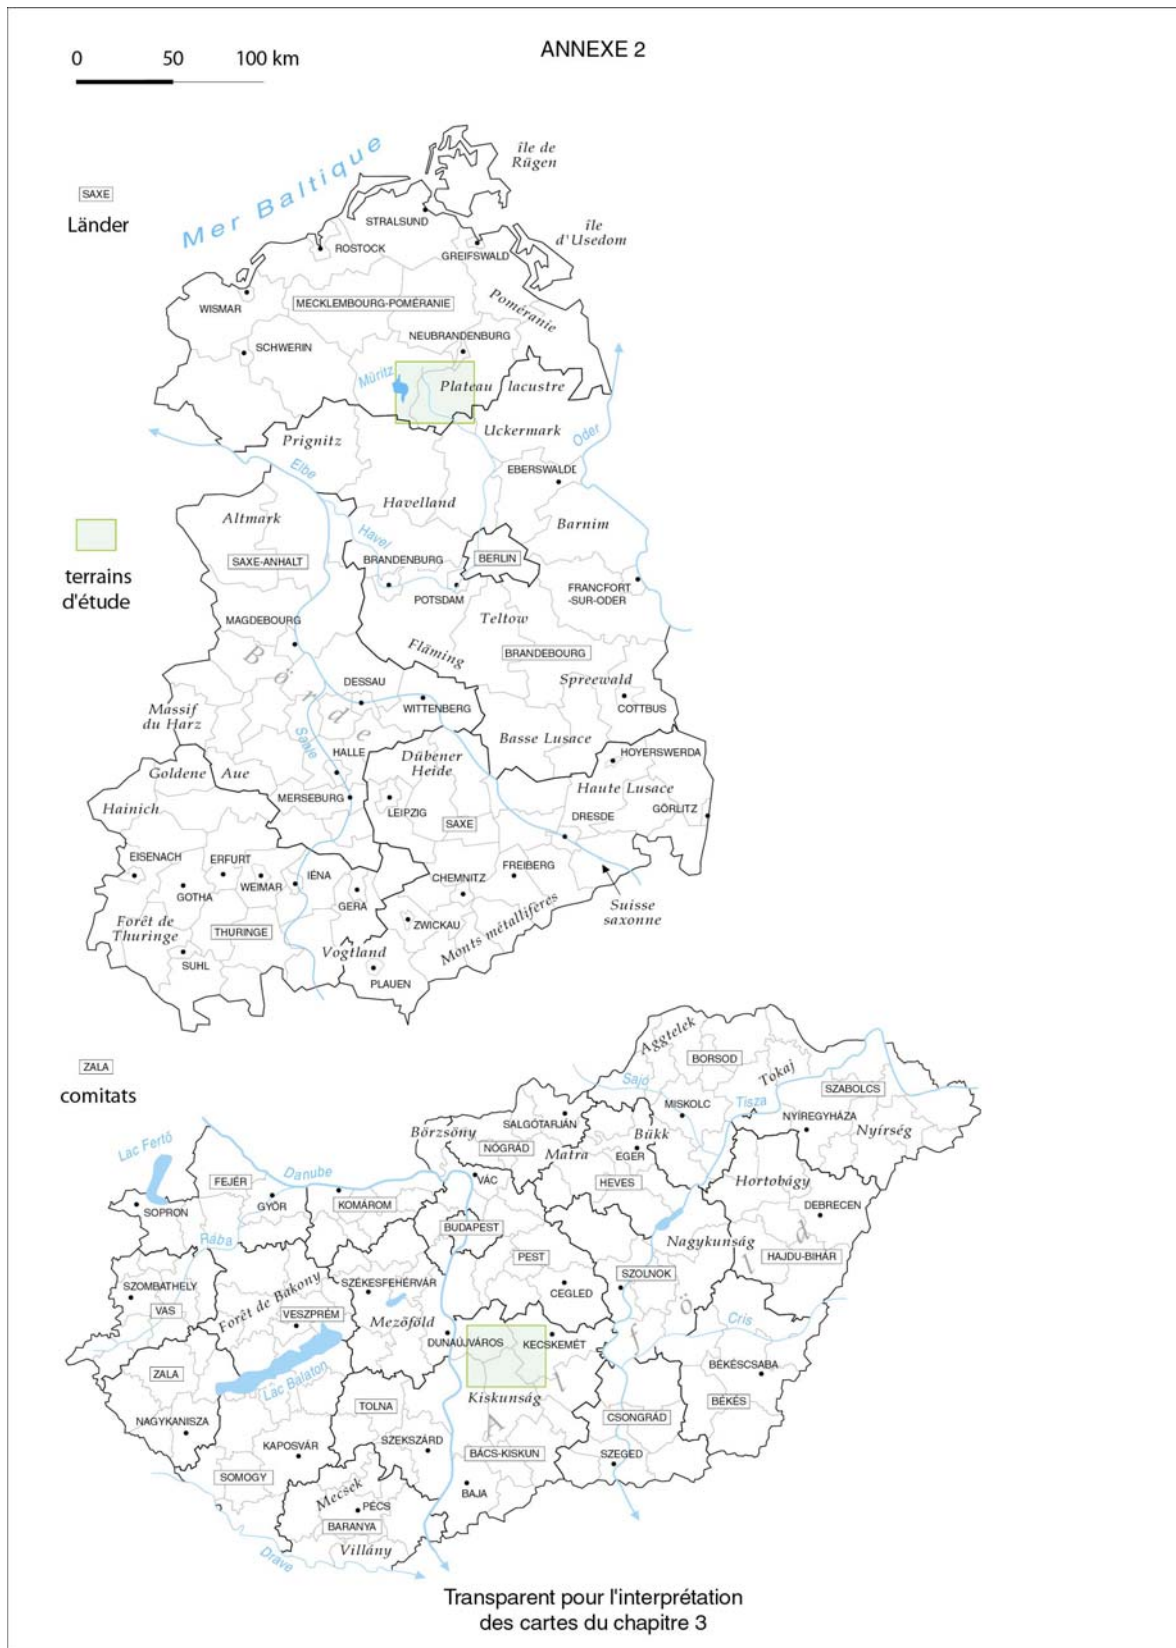 ANNEXE 2
0 50 100 km
SAXE
Länder
Mer Baltique
île de
Rügen
île
d'Usedom
STRALSUND
ROSTOCK
GREIFSWALD
WISMAR
MECKLEMBOURG-POMÉRANIE
Poméranie
SCHWERIN
NEUBRANDENBURG
Müritz
Plateau lacustre
Uckermark
Prignitz
Oder
Elbe
EBERSWALDE
Havelland
Altmark
Barnim
Havel
terrains
d'étude
SAXE-ANHALT
BRANDENBURG
BERLIN
POTSDAM
FRANCFORT
-SUR-ODER
MAGDEBOURG
Teltow
Fläming
BRANDEBOURG
Börde
DESSAU
Spreewald
WITTENBERG
COTTBUS
Massif
du Harz
Saale
Basse Lusace
HALLE
Dübener
Heide
HOYERSWERDA
Goldene Aue
Haute Lusace
Hainich
MERSEBURG
LEIPZIG
SAXE
DRESDE
GÖRLITZ
EISENACH
ERFURT
IÉNA
FREIBERG
GOTHA
WEIMAR
CHEMNITZ
GERA
Suisse
saxonne
Forêt de
Thuringe
THURINGE
ZWICKAU
Monts métallifères
Vogtland
SUHL
PLAUEN
ZALA
comitats
Aggtelek
BORSOD
Tokaj
Sajó
SZABOLCS
Tisza
MISKOLC
NYÍREGYHÁZA
Nyírség
SALGÓTARJÁN
Börzsöny
Bükk
NÓGRÁD
Matra
EGER
Lac Fertő
Danube
VÁC
HEVES
Hortobágy
FEJÉR
GYÖR
KOMÁROM
SOPRON
DEBRECEN
BUDAPEST
Rába
Nagykunság
HAJDU-BIHÁR
PEST
SZOMBATHELY
SZÉKESFEHÉRVÁR
SZOLNOK
VAS
Forêt de Bakony
CEGLED
VESZPRÉM
Mezőföld
Cris
DUNAÚJVÁROS
KECSKEMÉT
Alföld
BÉKÉSCSABA
ZALA
Lac Balaton
Kiskunság
BÉKÉS
TOLNA
NAGYKANISZA
CSONGRÁD
KAPOSVÁR
SZEKSZÁRD
BÁCS-KISKUN
SZEGED
SOMOGY
Mecsek
BAJA
PÉCS
BARANYA
Villány
Drave
Transparent pour l'interprétation
des cartes du chapitre 3